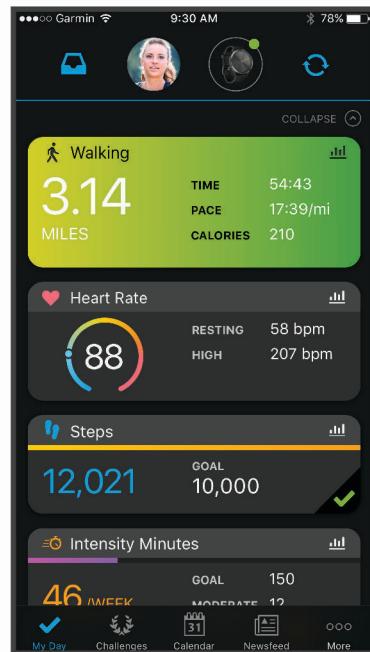 Garmin 9:30 AM 78%
COLLAPSE
Walking
3.14
MILES
TIME 54:43
PACE 17:39/mi
CALORIES 210
Heart Rate
88
RESTING 58 bpm
HIGH 207 bpm
Steps
12,021
GOAL
10,000
Intensity Minutes
46 /WEEK
GOAL 150
MODERATE 12
31
My Day Challenges Calendar Newsfeed More